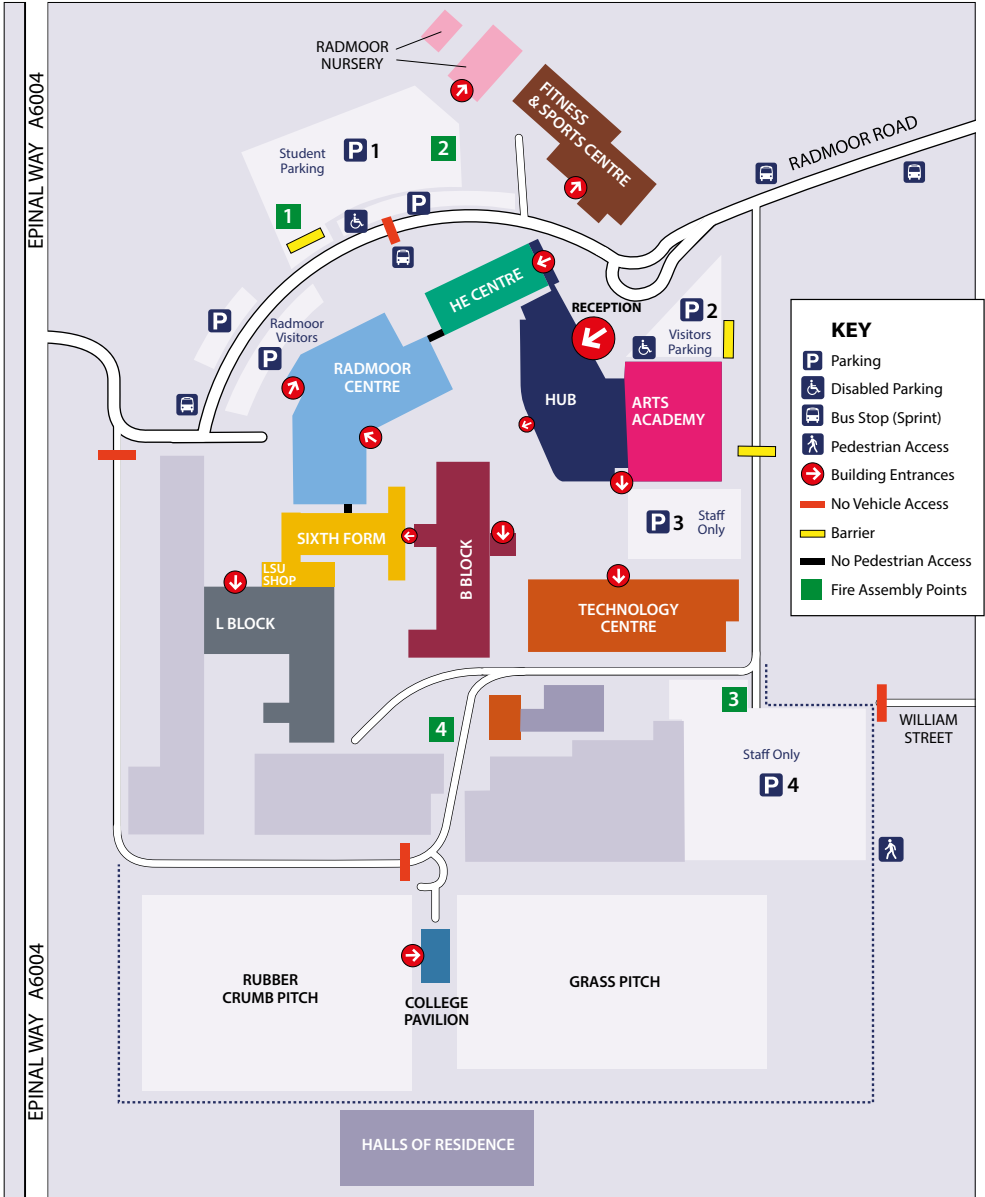 RADMOOR
NURSERY
FITNESS
& SPORTS CENTRE
EPINAL WAY   A6004
Student
Parking
P 1
2
1
P
RADMOOR ROAD
HE CENTRE
RECEPTION
P 2
Visitors
Parking
P
Radmoor
Visitors
P
RADMOOR
CENTRE
HUB
ARTS
ACADEMY
KEY
P Parking
Disabled Parking
Bus Stop (Sprint)
Pedestrian Access
Building Entrances
No Vehicle Access
Barrier
No Pedestrian Access
Fire Assembly Points
P 3
Staff
Only
SIXTH FORM
LSU
SHOP
B BLOCK
L BLOCK
TECHNOLOGY
CENTRE
3
4
WILLIAM
STREET
Staff Only
P 4
EPINAL WAY   A6004
RUBBER
CRUMB PITCH
COLLEGE
PAVILION
GRASS PITCH
HALLS OF RESIDENCE